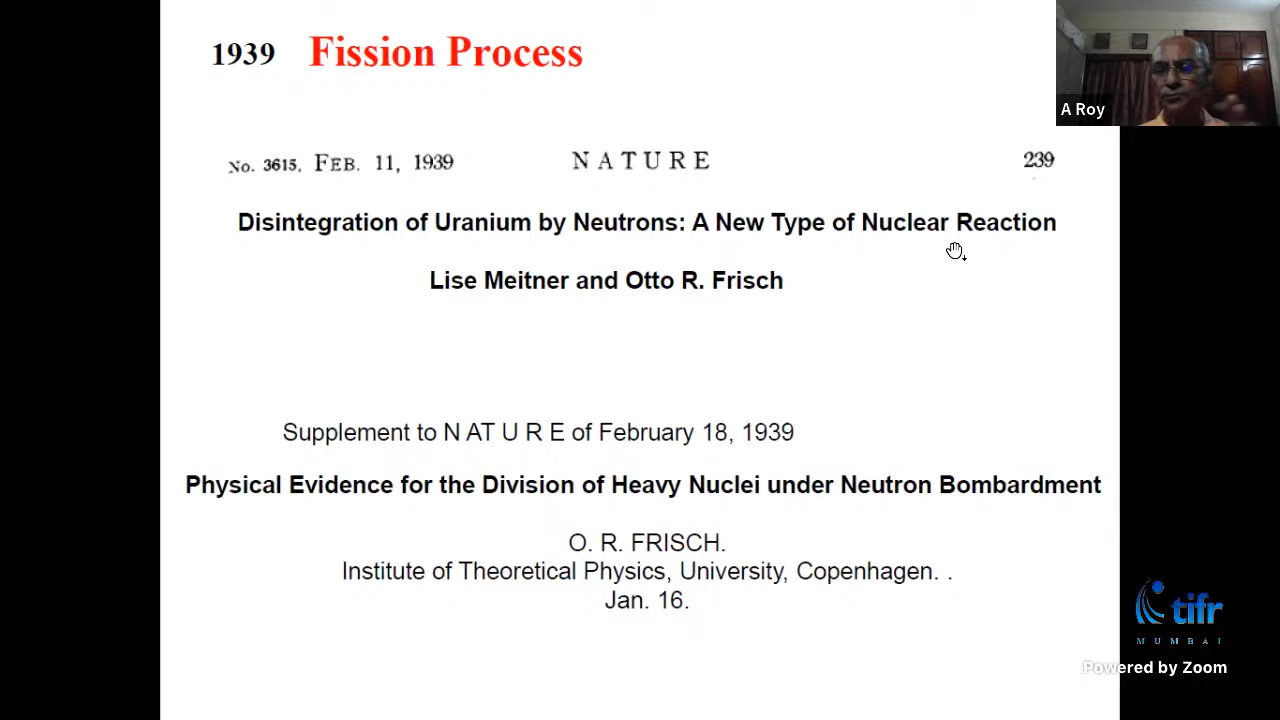 1939 Fission Process
A Roy
No. 3615, FEB. 11, 1939 NATURE 239
Disintegration of Uranium by Neutrons: A New Type of Nuclear Reaction
Lise Meitner and Otto R. Frisch
Supplement to N AT U R E of February 18, 1939
Physical Evidence for the Division of Heavy Nuclei under Neutron Bombardment
O. R. FRISCH.
Institute of Theoretical Physics, University, Copenhagen. .
Jan. 16.
tifr
MUMBAI
Powered by Zoom